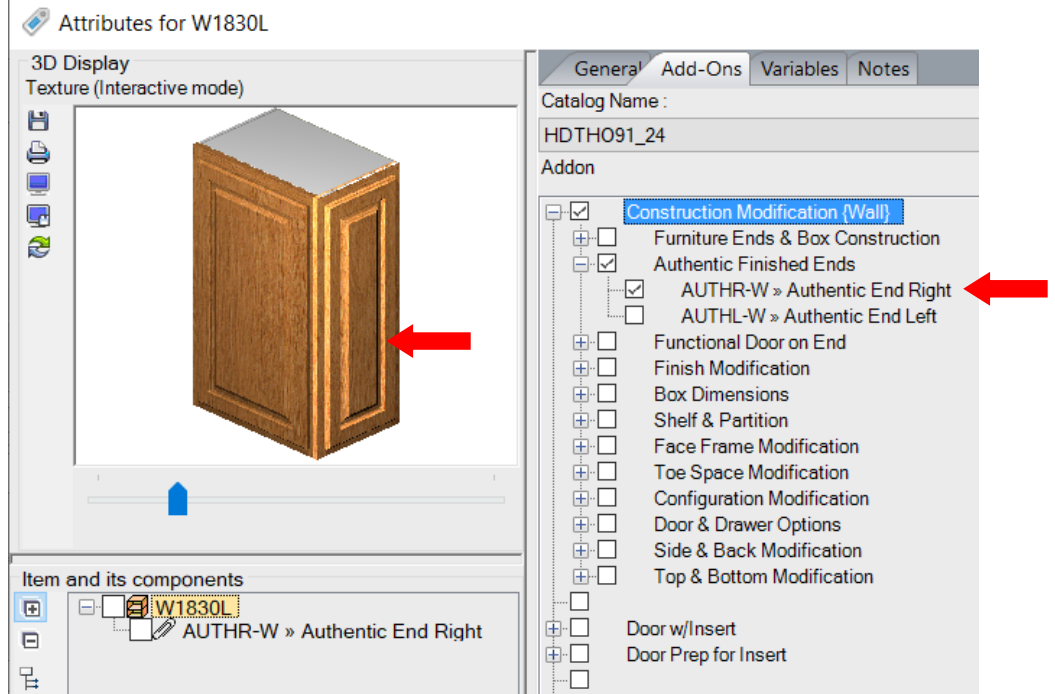 Attributes for W1830L
3D Display
Texture (Interactive mode)
General Add-Ons Variables Notes
Catalog Name :
HDTHO91_24
Addon
Construction Modification {Wall}
Furniture Ends & Box Construction
Authentic Finished Ends
AUTHR-W » Authentic End Right
AUTHL-W » Authentic End Left
Functional Door on End
Finish Modification
Box Dimensions
Shelf & Partition
Face Frame Modification
Toe Space Modification
Configuration Modification
Door & Drawer Options
Side & Back Modification
Top & Bottom Modification
Door w/Insert
Door Prep for Insert
Item and its components
W1830L
AUTHR-W » Authentic End Right